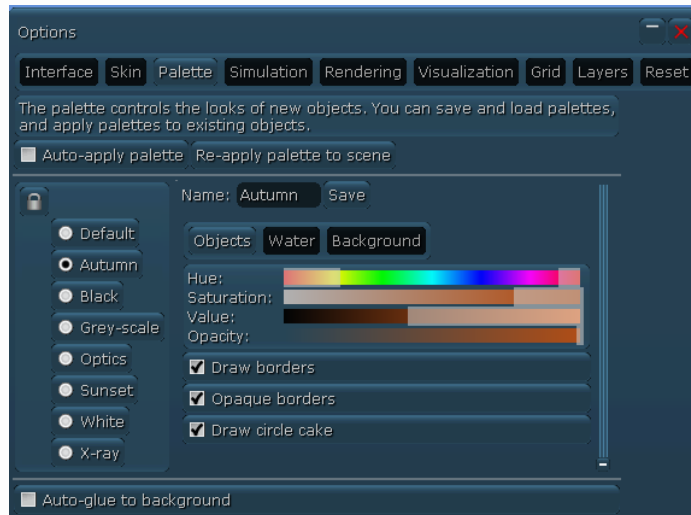 Options
Interface Skin Palette Simulation Rendering Visualization Grid Layers Reset
The palette controls the looks of new objects. You can save and load palettes,
and apply palettes to existing objects.
Auto-apply palette Re-apply palette to scene
Name: Autumn Save
Default
Autumn
Black
Grey-scale
Optics
Sunset
White
X-ray
Objects Water Background
Hue:
Saturation:
Value:
Opacity:
Draw borders
Opaque borders
Draw circle cake
Auto-glue to background